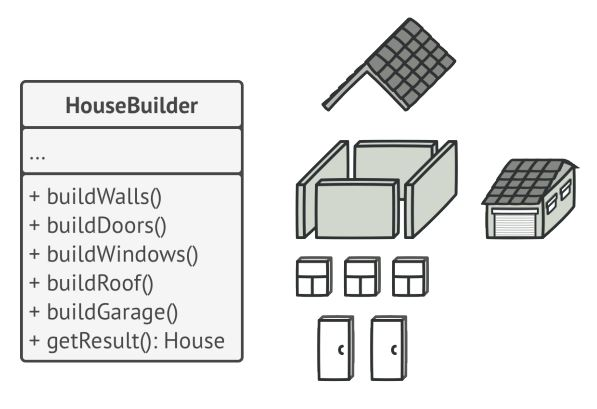 HouseBuilder
...
+ buildWalls()
+ buildDoors()
+ buildWindows()
+ buildRoof()
+ buildGarage()
+ getResult(): House